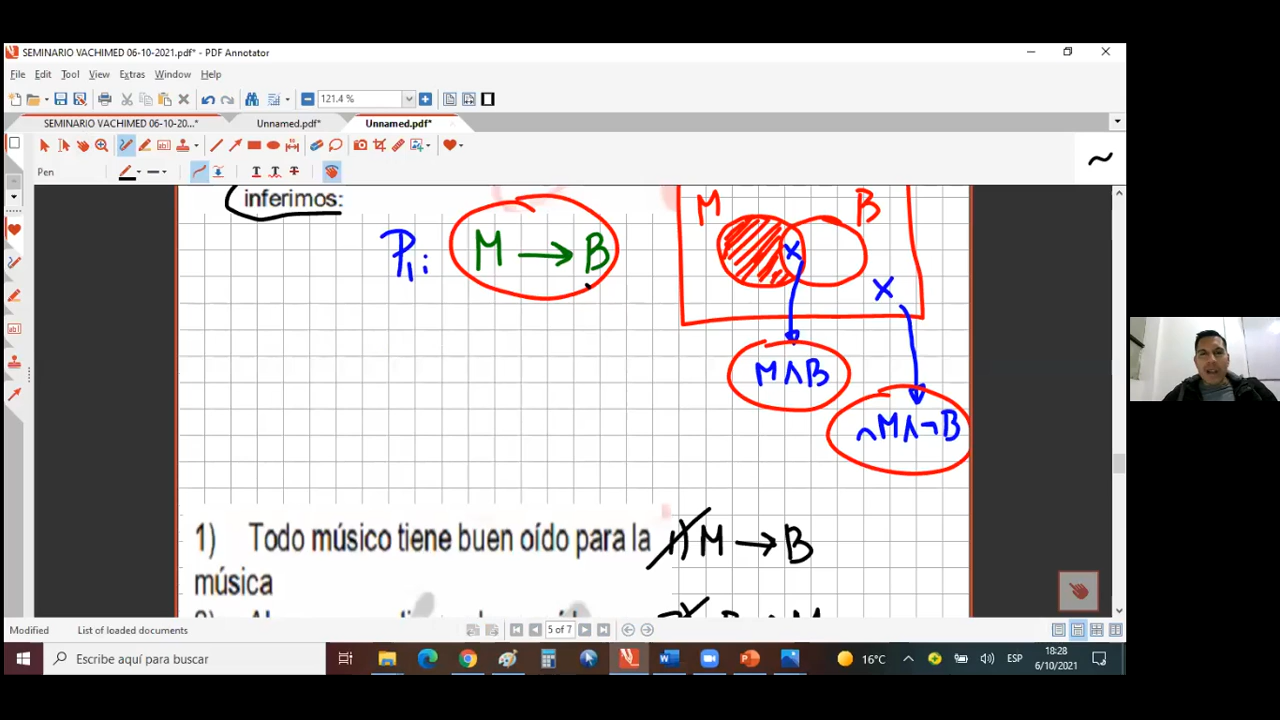 SEMINARIO VACHIMED 06-10-2021.pdf* - PDF Annotator
File Edit Tool View Extras Window Help
121.4 %
SEMINARIO VACHIMED 06-10-20...* Unnamed.pdf* Unnamed.pdf*
Pen
inferimos:
P₁: M → B
M B
x
x
M∧B
¬M∧¬B
1) Todo músico tiene buen oído para la
música
1) M → B
Modified List of loaded documents 5 of 7
Escribe aquí para buscar 16°C ESP 18:28
6/10/2021